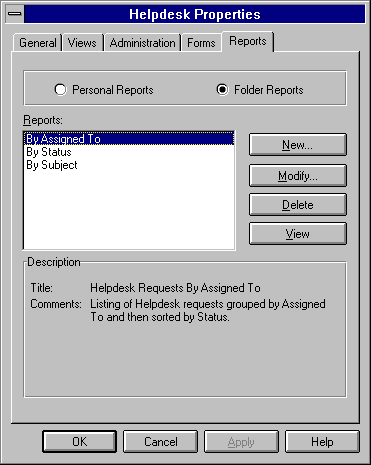 Helpdesk Properties
General Views Administration Forms Reports
Personal Reports Folder Reports
Reports:
By Assigned To
By Status
By Subject
New...
Modify...
Delete
View
Description
Title: Helpdesk Requests By Assigned To
Comments: Listing of Helpdesk requests grouped by Assigned
To and then sorted by Status.
OK Cancel Apply Help